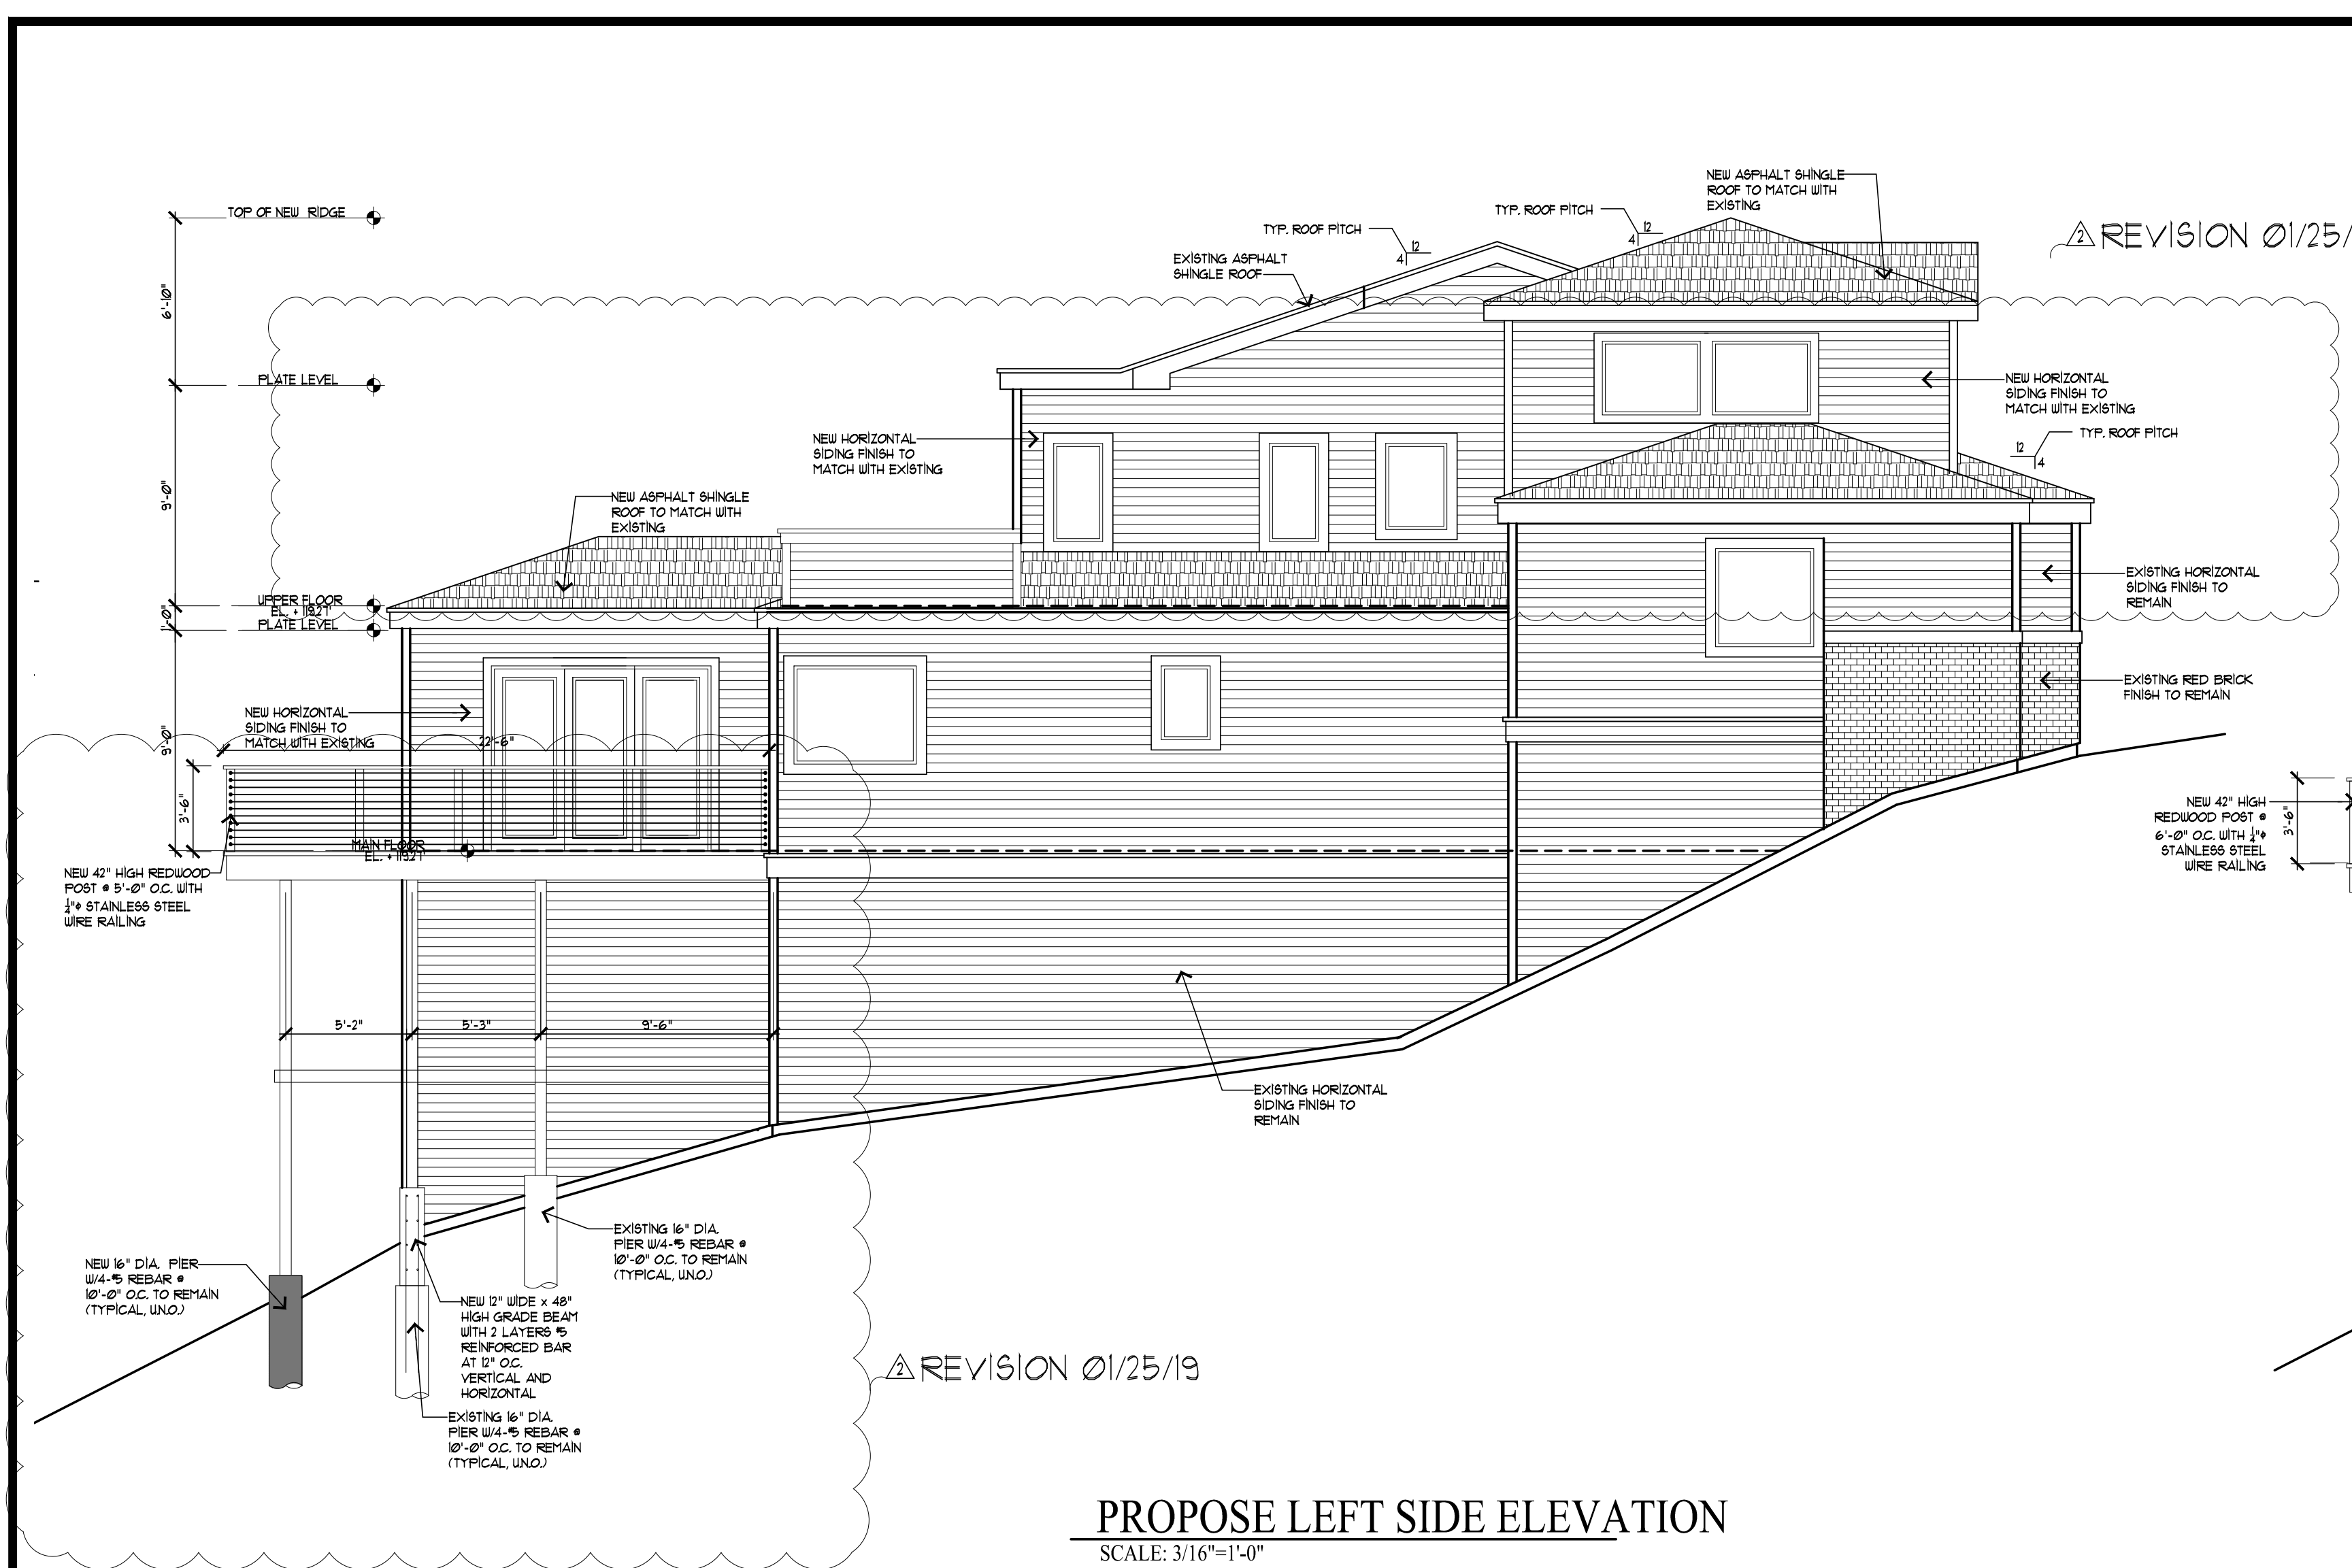 TOP OF NEW RIDGE
6'-10"
PLATE LEVEL
9'-0"
UPPER FLOOR
PLATE LEVEL
1'-0"
9'-0"
MAIN FLOOR
TYP. ROOF PITCH
12
4
EXISTING ASPHALT
SHINGLE ROOF
TYP. ROOF PITCH
12
4
NEW ASPHALT SHINGLE
ROOF TO MATCH WITH
EXISTING
2 REVISION 01/25/
NEW HORIZONTAL
SIDING FINISH TO
MATCH WITH EXISTING
TYP. ROOF PITCH
12
4
NEW HORIZONTAL
SIDING FINISH TO
MATCH WITH EXISTING
NEW ASPHALT SHINGLE
ROOF TO MATCH WITH
EXISTING
EXISTING HORIZONTAL
SIDING FINISH TO
REMAIN
EXISTING RED BRICK
FINISH TO REMAIN
NEW HORIZONTAL
SIDING FINISH TO
MATCH WITH EXISTING
22'-6"
3'-6"
NEW 42" HIGH REDWOOD
POST @ 5'-0" O.C. WITH
1/4"φ STAINLESS STEEL
WIRE RAILING
NEW 42" HIGH
REDWOOD POST @
6'-0" O.C. WITH 1/4"φ
STAINLESS STEEL
WIRE RAILING
3'-6"
5'-2"
5'-3"
9'-6"
EXISTING HORIZONTAL
SIDING FINISH TO
REMAIN
EXISTING 16" DIA.
PIER W/4-#5 REBAR @
10'-0" O.C. TO REMAIN
(TYPICAL, U.N.O.)
NEW 16" DIA. PIER
W/4-#5 REBAR @
10'-0" O.C. TO REMAIN
(TYPICAL, U.N.O.)
NEW 12" WIDE x 48"
HIGH GRADE BEAM
WITH 2 LAYERS #5
REINFORCED BAR
AT 12" O.C.
VERTICAL AND
HORIZONTAL
EXISTING 16" DIA.
PIER W/4-#5 REBAR @
10'-0" O.C. TO REMAIN
(TYPICAL, U.N.O.)
2 REVISION 01/25/19
PROPOSE LEFT SIDE ELEVATION
SCALE: 3/16"=1'-0"